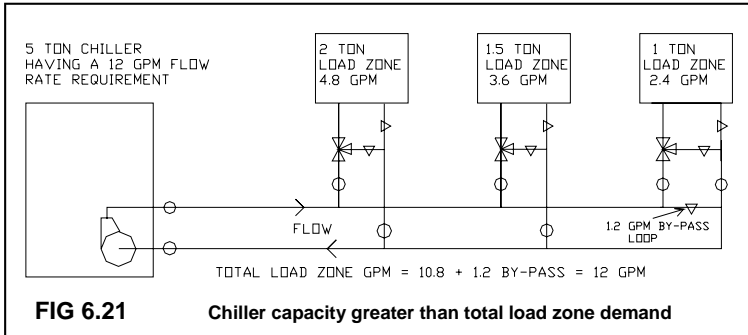 5 TON CHILLER
HAVING A 12 GPM FLOW
RATE REQUIREMENT
2 TON
LOAD ZONE
4.8 GPM
1.5 TON
LOAD ZONE
3.6 GPM
1 TON
LOAD ZONE
2.4 GPM
FLOW
1.2 GPM BY-PASS
LOOP
TOTAL LOAD ZONE GPM = 10.8 + 1.2 BY-PASS = 12 GPM
FIG 6.21 Chiller capacity greater than total load zone demand